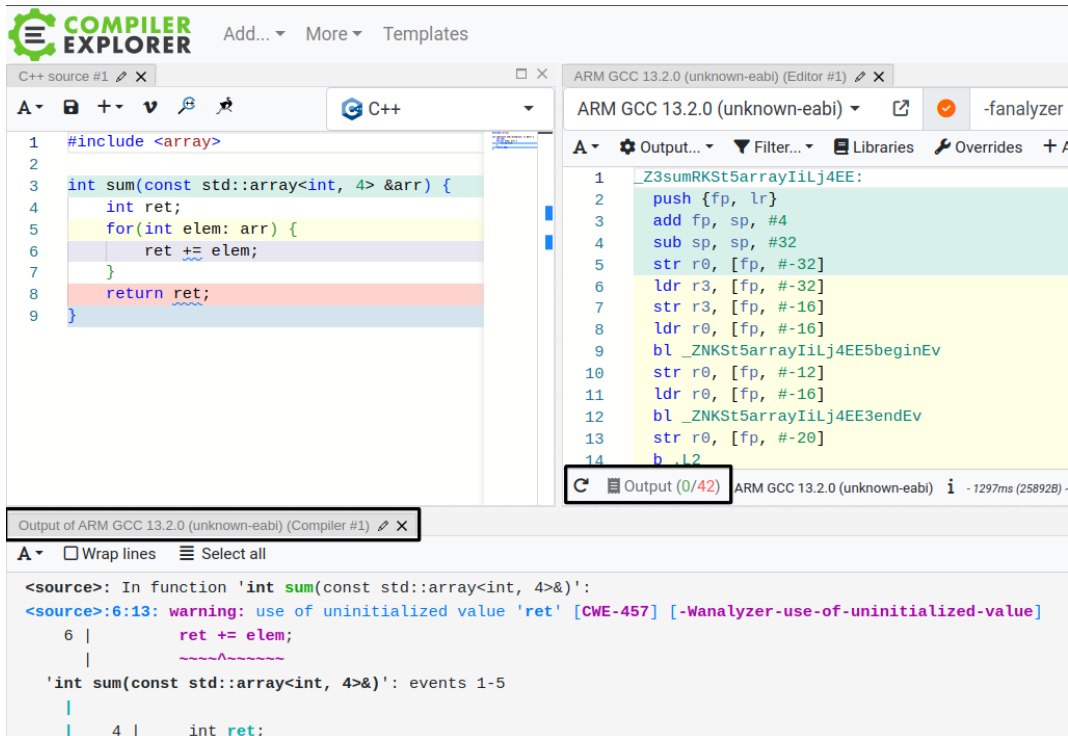 COMPILER
EXPLORER
Add... More Templates
C++ source #1
A
C++
1 #include <array>
2
3 int sum(const std::array<int, 4> &arr) {
4 int ret;
5 for(int elem: arr) {
6 ret += elem;
7 }
8 return ret;
9 }
ARM GCC 13.2.0 (unknown-eabi) (Editor #1)
ARM GCC 13.2.0 (unknown-eabi) -fanalyzer
A Output... Filter... Libraries Overrides + A
1 _Z3sumRKSt5arrayIiLj4EE:
2 push {fp, lr}
3 add fp, sp, #4
4 sub sp, sp, #32
5 str r0, [fp, #-32]
6 ldr r3, [fp, #-32]
7 str r3, [fp, #-16]
8 ldr r0, [fp, #-16]
9 bl _ZNKSt5arrayIiLj4EE5beginEv
10 str r0, [fp, #-12]
11 ldr r0, [fp, #-16]
12 bl _ZNKSt5arrayIiLj4EE3endEv
13 str r0, [fp, #-20]
14 b .L2
C Output (0/42) ARM GCC 13.2.0 (unknown-eabi) i - 1297ms (25892B) -
Output of ARM GCC 13.2.0 (unknown-eabi) (Compiler #1)
A Wrap lines Select all
<source>: In function 'int sum(const std::array<int, 4>&)':
<source>:6:13: warning: use of uninitialized value 'ret' [CWE-457] [-Wanalyzer-use-of-uninitialized-value]
6 | ret += elem;
| ~~~~^~~~~~~
'int sum(const std::array<int, 4>&)': events 1-5
|
| 4 | int ret;